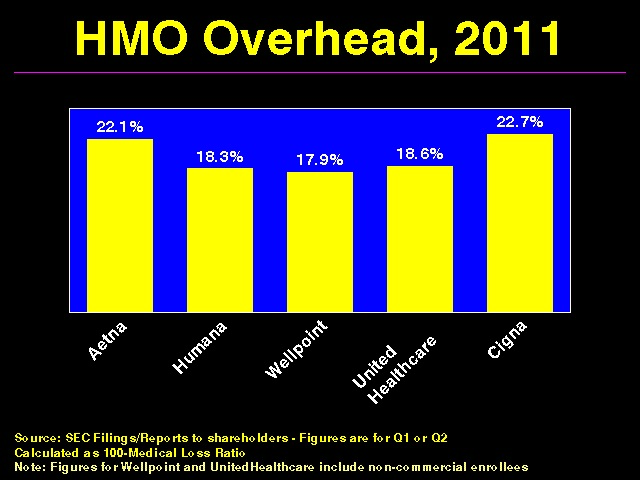 HMO Overhead, 2011
22.1%
18.3%
17.9%
18.6%
22.7%
Aetna
Humana
Wellpoint
United
Healthcare
Cigna
Source: SEC Filings/Reports to shareholders - Figures are for Q1 or Q2
Calculated as 100-Medical Loss Ratio
Note: Figures for Wellpoint and UnitedHealthcare include non-commercial enrollees